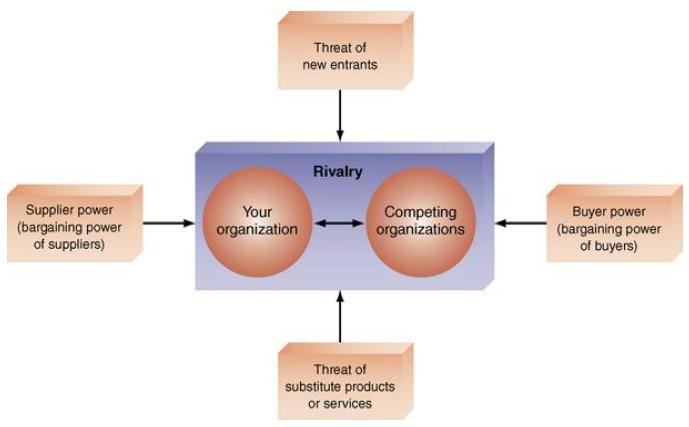 Threat of
new entrants
Rivalry
Supplier power
(bargaining power
of suppliers)
Your
organization
Competing
organizations
Buyer power
(bargaining power
of buyers)
Threat of
substitute products
or services